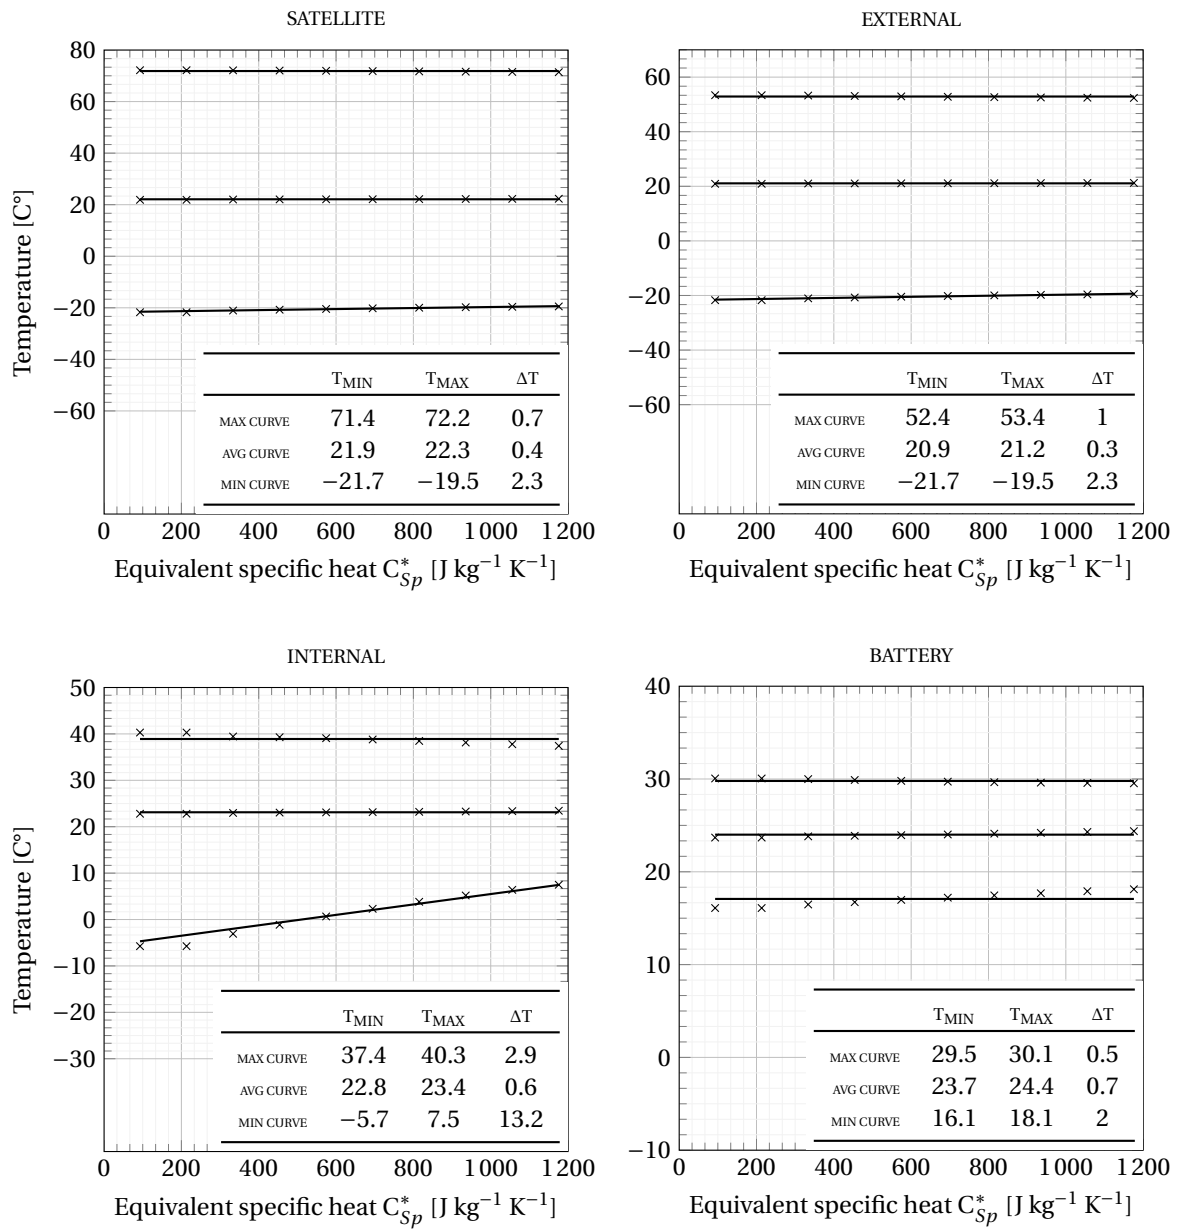 SATELLITE
80
60
40
20
0
−20
−40
−60
Temperature [C°]
T_MIN T_MAX ΔT
MAX CURVE 71.4 72.2 0.7
AVG CURVE 21.9 22.3 0.4
MIN CURVE −21.7 −19.5 2.3
0 200 400 600 800 1 000 1 200
Equivalent specific heat C*_Sp [J kg⁻¹ K⁻¹]
EXTERNAL
60
40
20
0
−20
−40
−60
T_MIN T_MAX ΔT
MAX CURVE 52.4 53.4 1
AVG CURVE 20.9 21.2 0.3
MIN CURVE −21.7 −19.5 2.3
0 200 400 600 800 1 000 1 200
Equivalent specific heat C*_Sp [J kg⁻¹ K⁻¹]
INTERNAL
50
40
30
20
10
0
−10
−20
−30
Temperature [C°]
T_MIN T_MAX ΔT
MAX CURVE 37.4 40.3 2.9
AVG CURVE 22.8 23.4 0.6
MIN CURVE −5.7 7.5 13.2
0 200 400 600 800 1 000 1 200
Equivalent specific heat C*_Sp [J kg⁻¹ K⁻¹]
BATTERY
40
30
20
10
0
−10
T_MIN T_MAX ΔT
MAX CURVE 29.5 30.1 0.5
AVG CURVE 23.7 24.4 0.7
MIN CURVE 16.1 18.1 2
0 200 400 600 800 1 000 1 200
Equivalent specific heat C*_Sp [J kg⁻¹ K⁻¹]